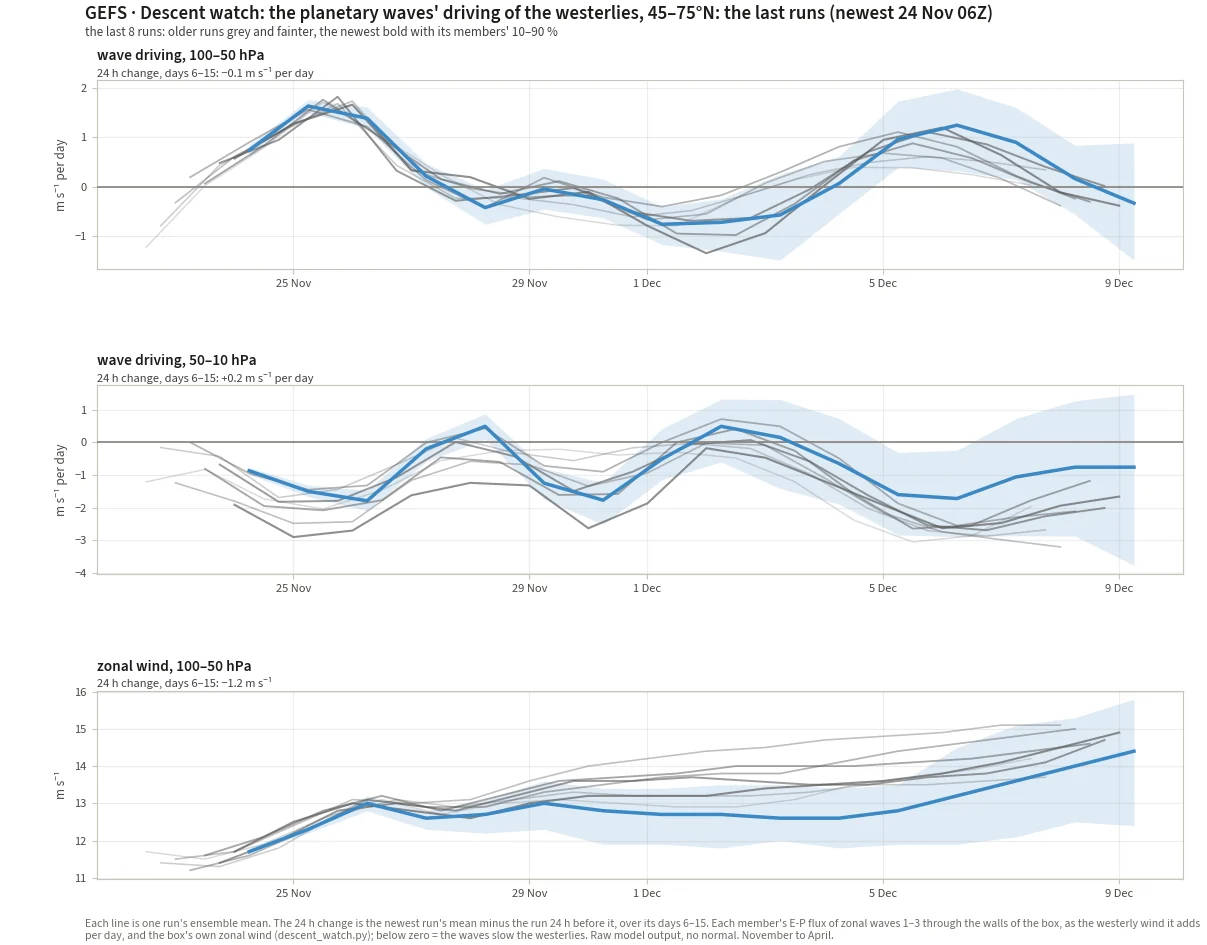 GEFS · Descent watch: the planetary waves' driving of the westerlies, 45–75°N: the last runs (newest 24 Nov 06Z)
the last 8 runs: older runs grey and fainter, the newest bold with its members' 10–90 %
wave driving, 100–50 hPa
24 h change, days 6–15: −0.1 m s⁻¹ per day
m s⁻¹ per day
2
1
0
−1
25 Nov
29 Nov
1 Dec
5 Dec
9 Dec
wave driving, 50–10 hPa
24 h change, days 6–15: +0.2 m s⁻¹ per day
m s⁻¹ per day
1
0
−1
−2
−3
−4
25 Nov
29 Nov
1 Dec
5 Dec
9 Dec
zonal wind, 100–50 hPa
24 h change, days 6–15: −1.2 m s⁻¹
m s⁻¹
16
15
14
13
12
11
25 Nov
29 Nov
1 Dec
5 Dec
9 Dec
Each line is one run's ensemble mean. The 24 h change is the newest run's mean minus the run 24 h before it, over its days 6–15. Each member's E-P flux of zonal waves 1–3 through the walls of the box, as the westerly wind it adds
per day, and the box's own zonal wind (descent_watch.py); below zero = the waves slow the westerlies. Raw model output, no normal. November to April.